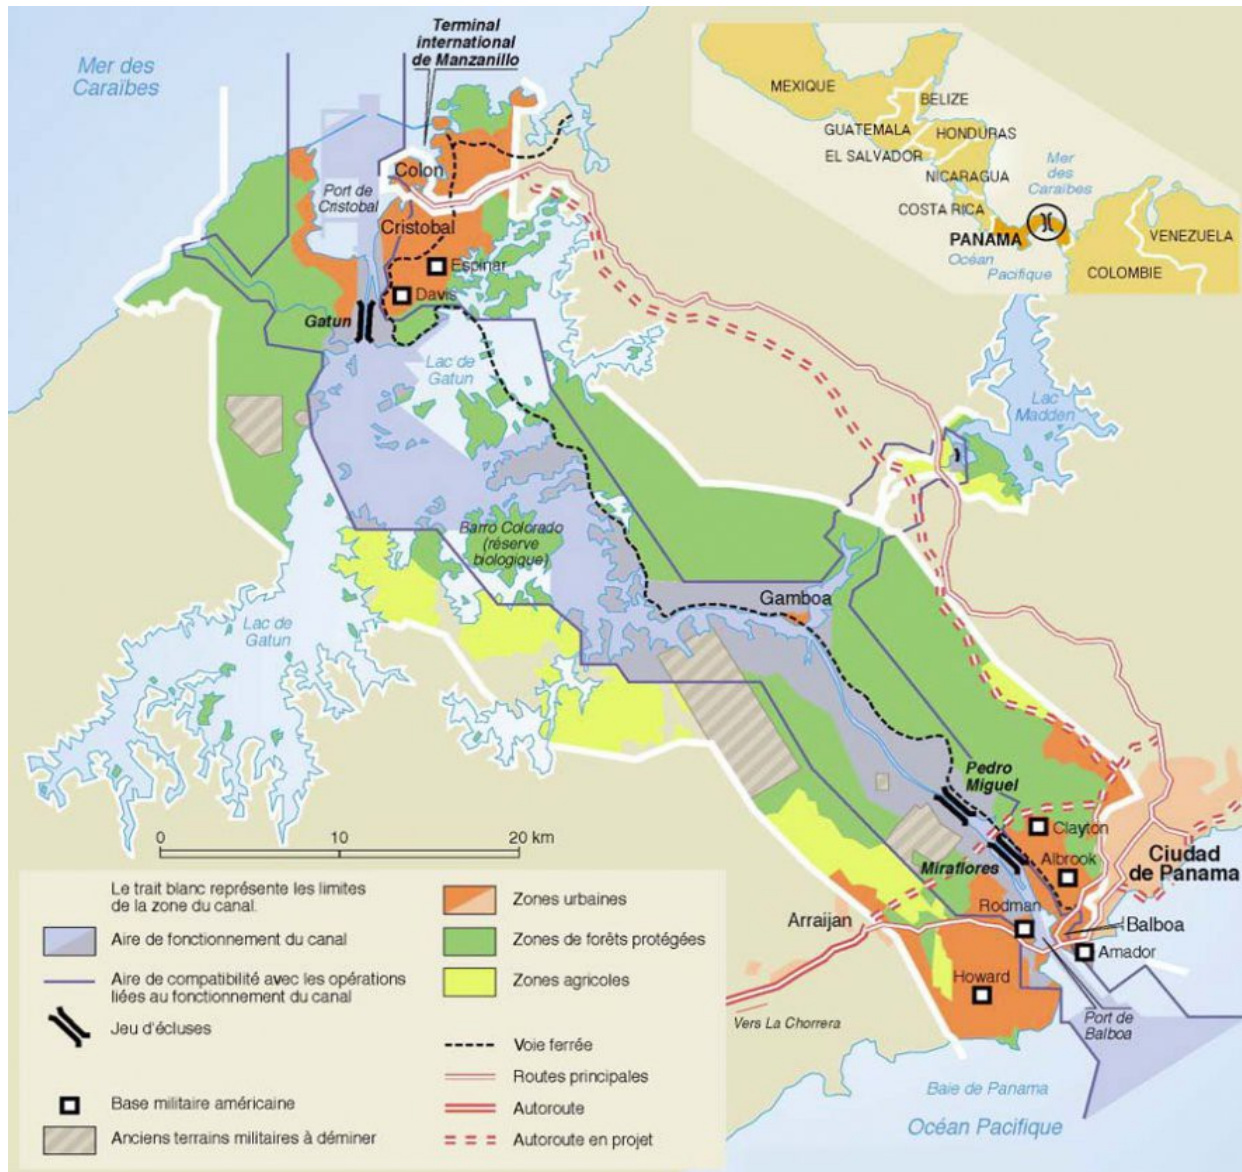 Terminal
international
de Manzanillo
Mer des
Caraïbes
Colon
Port de
Cristobal
Cristobal
Espinar
Davis
Gatun
Lac de
Gatun
Barro Colorado
(réserve
biologique)
Lac de
Gatun
Gamboa
Lac
Madden
Pedro
Miguel
Clayton
Miraflores
Albrook
Ciudad
de Panama
Rodman
Arraijan
Balboa
Amador
Howard
Port de
Balboa
Vers La Chorrera
Baie de Panama
Océan Pacifique
MEXIQUE
BELIZE
GUATEMALA
HONDURAS
EL SALVADOR
NICARAGUA
Mer
des
Caraïbes
COSTA RICA
PANAMA
VENEZUELA
Océan
Pacifique
COLOMBIE
0 10 20 km
Le trait blanc représente les limites
de la zone du canal.
Aire de fonctionnement du canal
Aire de compatibilité avec les opérations
liées au fonctionnement du canal
Jeu d'écluses
Base militaire américaine
Anciens terrains militaires à déminer
Zones urbaines
Zones de forêts protégées
Zones agricoles
Voie ferrée
Routes principales
Autoroute
Autoroute en projet